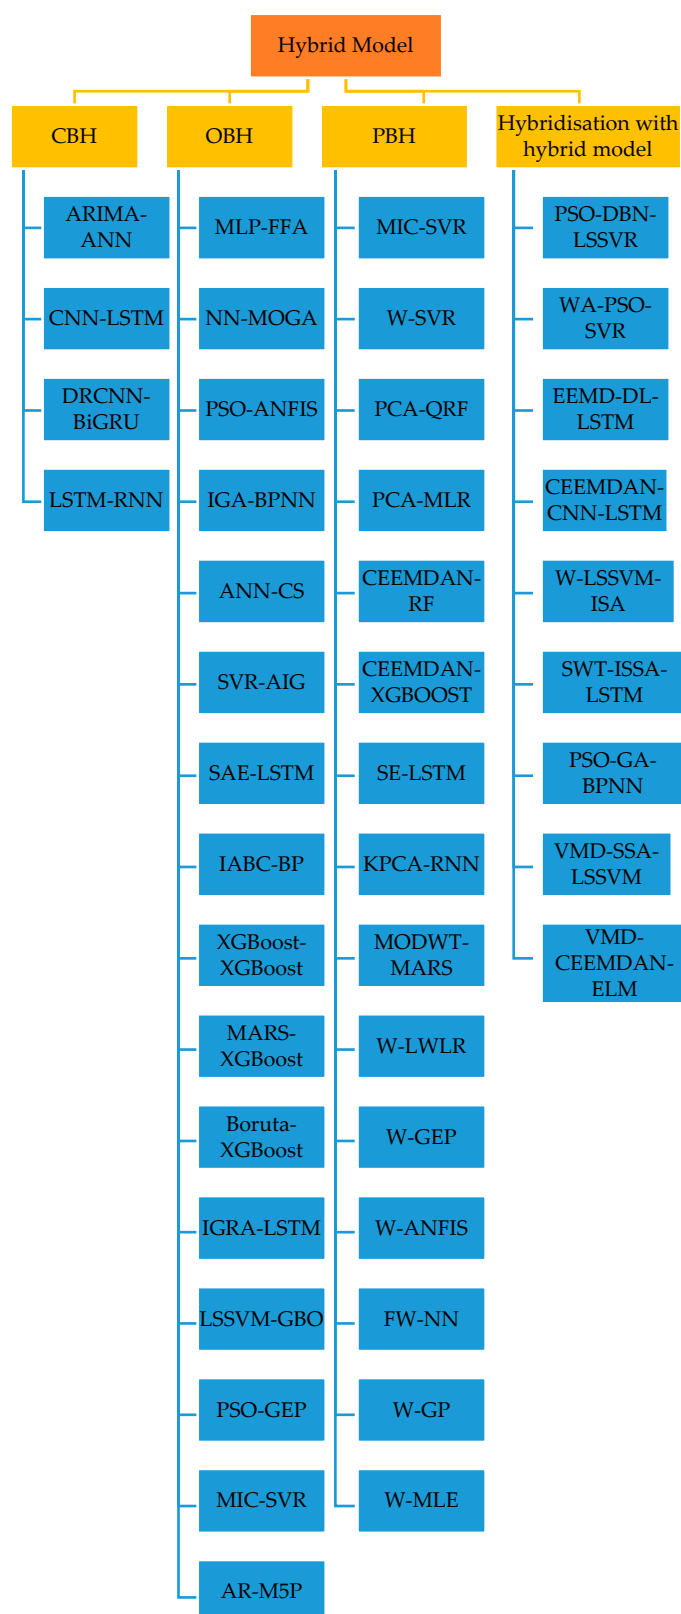 Hybrid Model
CBH
OBH
PBH
Hybridisation with
hybrid model
ARIMA-
ANN
CNN-LSTM
DRCNN-
BiGRU
LSTM-RNN
MLP-FFA
NN-MOGA
PSO-ANFIS
IGA-BPNN
ANN-CS
SVR-AIG
SAE-LSTM
IABC-BP
XGBoost-
XGBoost
MARS-
XGBoost
Boruta-
XGBoost
IGRA-LSTM
LSSVM-GBO
PSO-GEP
MIC-SVR
AR-M5P
MIC-SVR
W-SVR
PCA-QRF
PCA-MLR
CEEMDAN-
RF
CEEMDAN-
XGBOOST
SE-LSTM
KPCA-RNN
MODWT-
MARS
W-LWLR
W-GEP
W-ANFIS
FW-NN
W-GP
W-MLE
PSO-DBN-
LSSVR
WA-PSO-
SVR
EEMD-DL-
LSTM
CEEMDAN-
CNN-LSTM
W-LSSVM-
ISA
SWT-ISSA-
LSTM
PSO-GA-
BPNN
VMD-SSA-
LSSVM
VMD-
CEEMDAN-
ELM